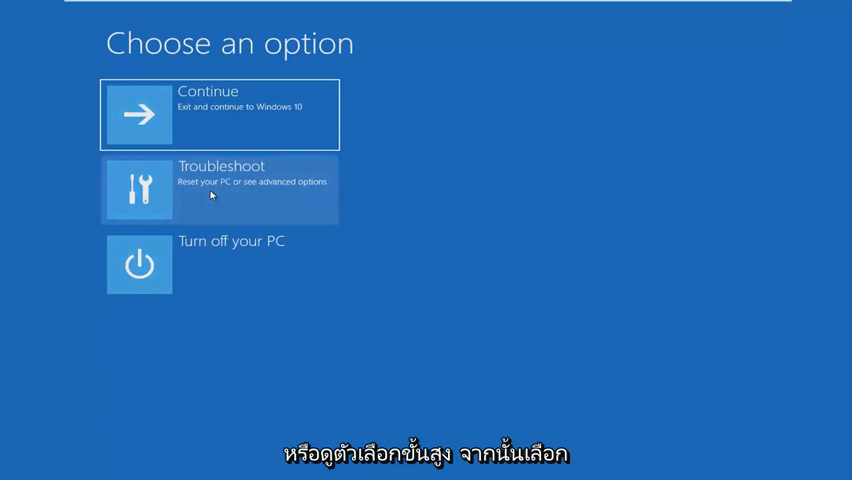 Choose an option
Continue
Exit and continue to Windows 10
Troubleshoot
Reset your PC or see advanced options
Turn off your PC
หรือดูตัวเลือกขั้นสูง จากนั้นเลือก